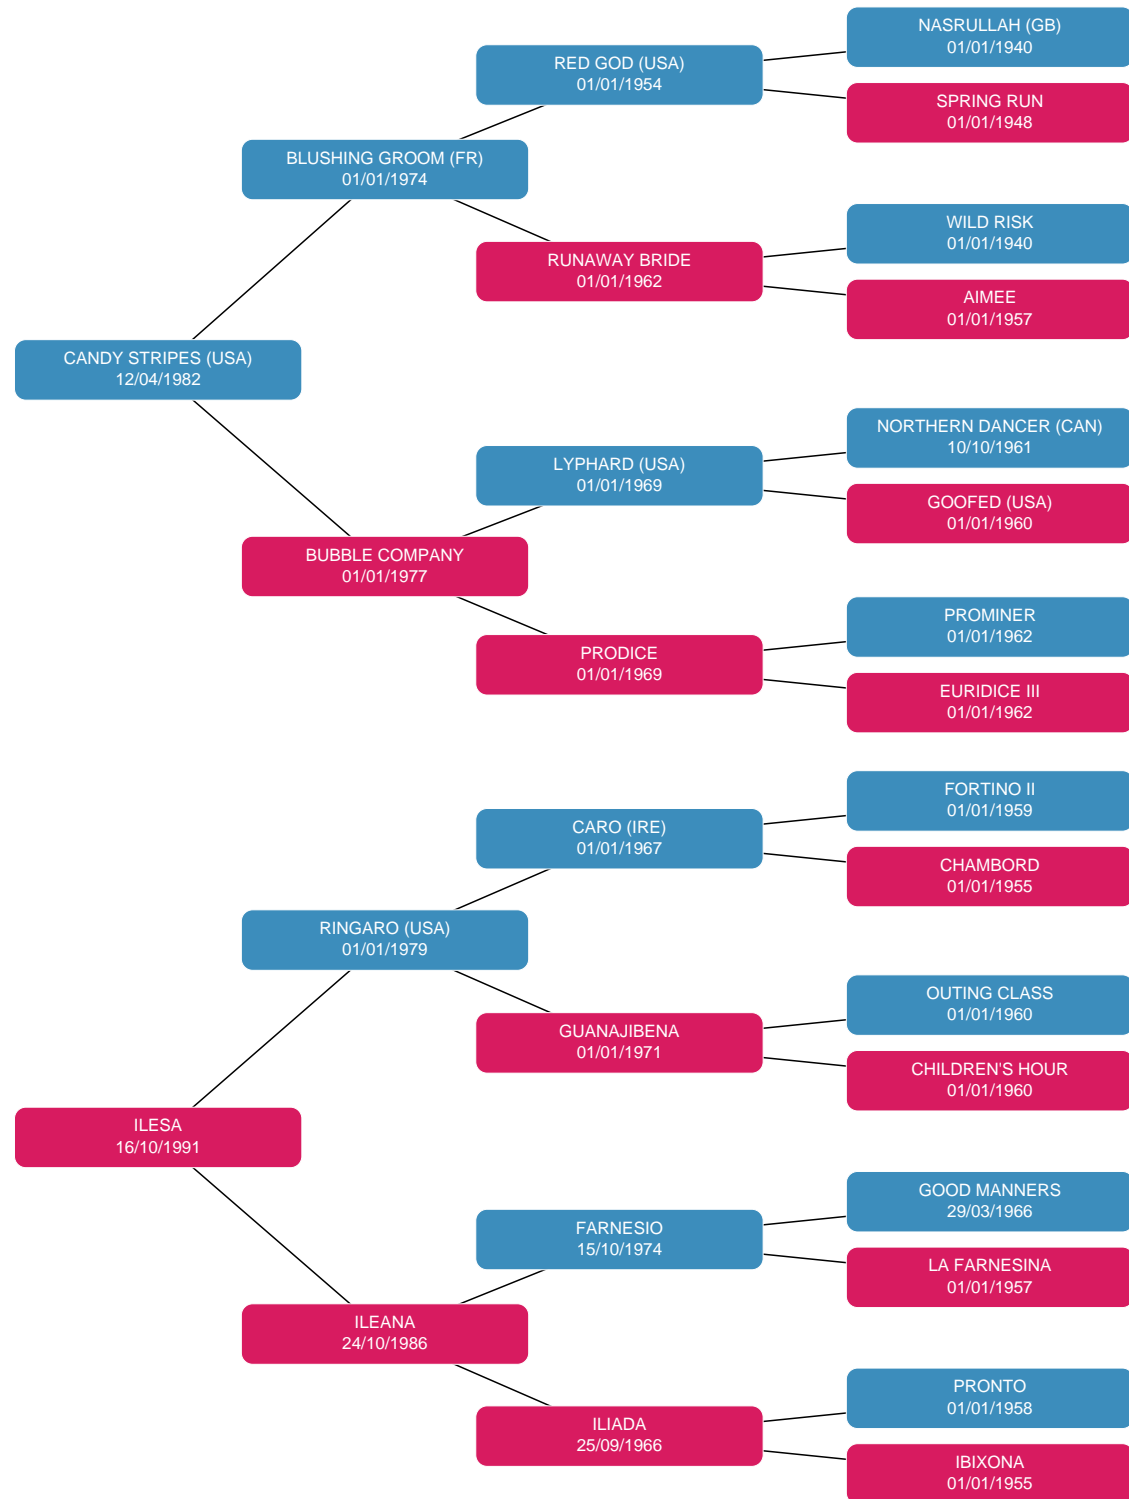 NASRULLAH (GB)
01/01/1940
RED GOD (USA)
01/01/1954
SPRING RUN
01/01/1948
BLUSHING GROOM (FR)
01/01/1974
WILD RISK
01/01/1940
RUNAWAY BRIDE
01/01/1962
AIMEE
01/01/1957
CANDY STRIPES (USA)
12/04/1982
NORTHERN DANCER (CAN)
10/10/1961
LYPHARD (USA)
01/01/1969
GOOFED (USA)
01/01/1960
BUBBLE COMPANY
01/01/1977
PROMINER
01/01/1962
PRODICE
01/01/1969
EURIDICE III
01/01/1962
FORTINO II
01/01/1959
CARO (IRE)
01/01/1967
CHAMBORD
01/01/1955
RINGARO (USA)
01/01/1979
OUTING CLASS
01/01/1960
GUANAJIBENA
01/01/1971
CHILDREN'S HOUR
01/01/1960
ILESA
16/10/1991
GOOD MANNERS
29/03/1966
FARNESIO
15/10/1974
LA FARNESINA
01/01/1957
ILEANA
24/10/1986
PRONTO
01/01/1958
ILIADA
25/09/1966
IBIXONA
01/01/1955